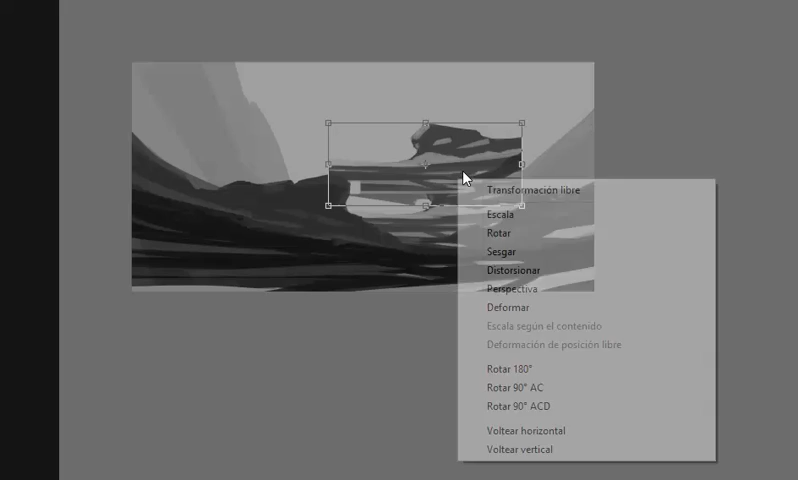 Transformación libre
Escala
Rotar
Sesgar
Distorsionar
Perspectiva
Deformar
Escala según el contenido
Deformación de posición libre
Rotar 180°
Rotar 90° AC
Rotar 90° ACD
Voltear horizontal
Voltear vertical